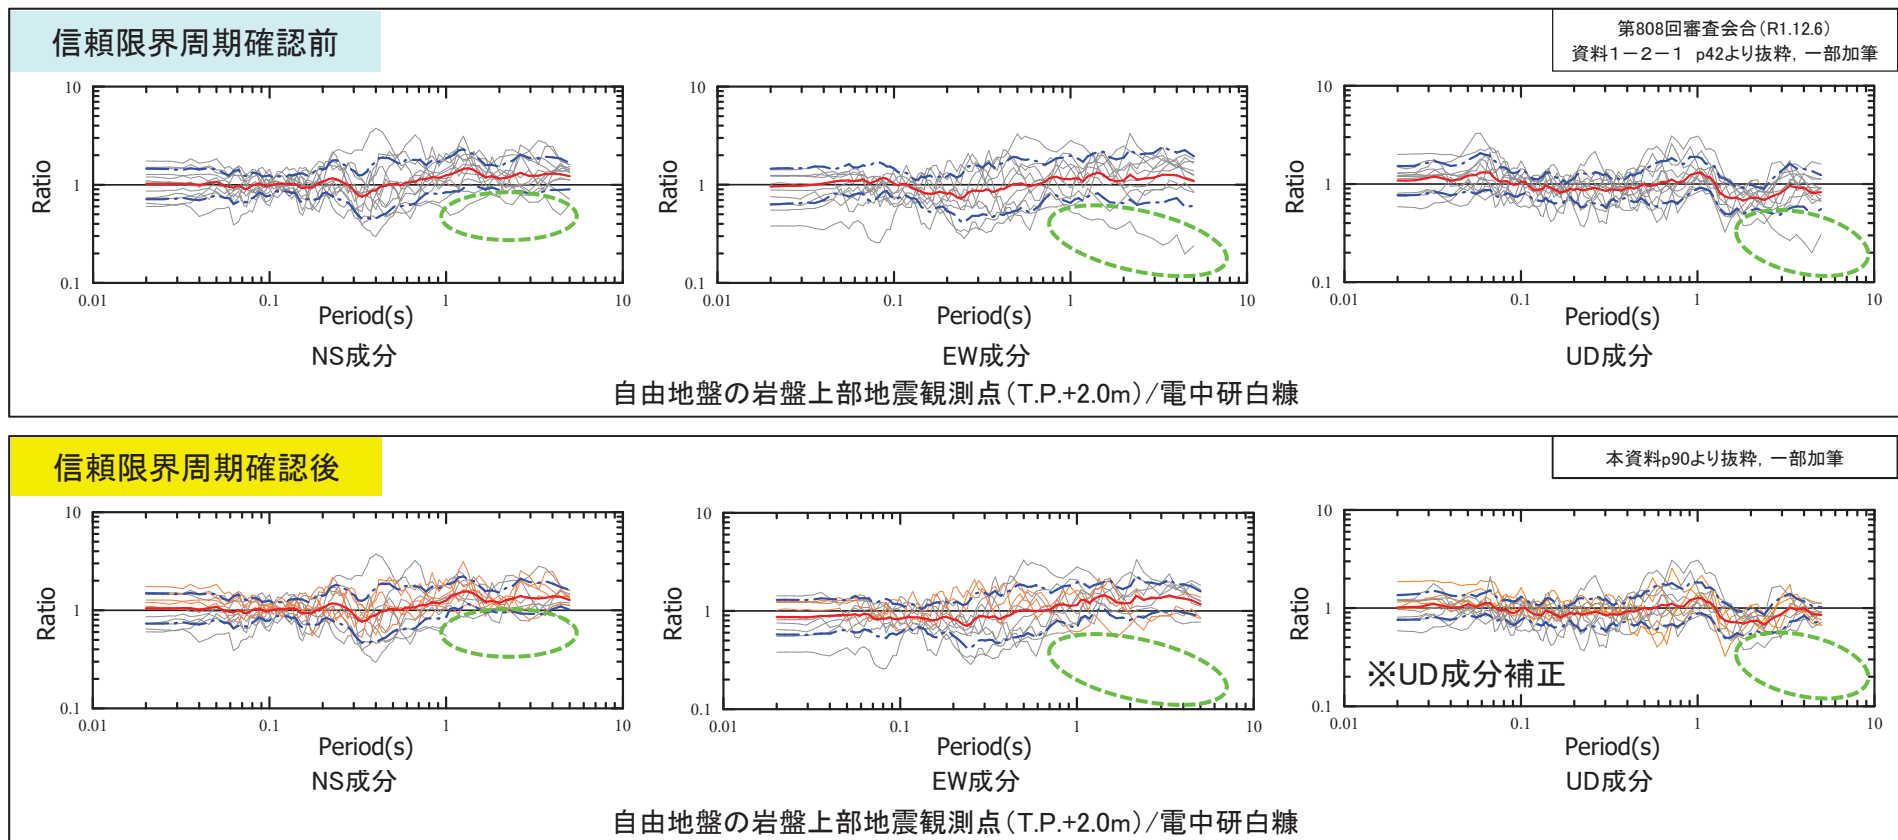 信頼限界周期確認前
第808回審査会合(R1.12.6)
資料1-2-1 p42より抜粋, 一部加筆
10
1
0.1
Ratio
0.01
0.1
1
10
Period(s)
NS成分
10
1
0.1
Ratio
0.01
0.1
1
10
Period(s)
EW成分
10
1
0.1
Ratio
0.01
0.1
1
10
Period(s)
UD成分
自由地盤の岩盤上部地震観測点(T.P.+2.0m)/電中研白糠
信頼限界周期確認後
本資料p90より抜粋, 一部加筆
10
1
0.1
Ratio
0.01
0.1
1
10
Period(s)
NS成分
10
1
0.1
Ratio
0.01
0.1
1
10
Period(s)
EW成分
10
1
0.1
Ratio
※UD成分補正
0.01
0.1
1
10
Period(s)
UD成分
自由地盤の岩盤上部地震観測点(T.P.+2.0m)/電中研白糠